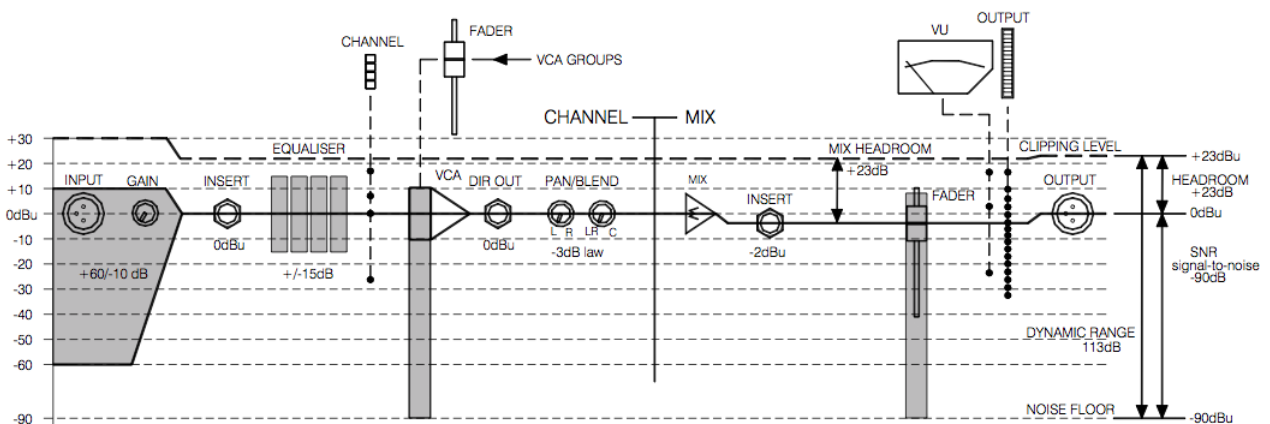 OUTPUT
VU
FADER
CHANNEL
VCA GROUPS
CHANNEL
MIX
+30
EQUALISER
MIX HEADROOM
CLIPPING LEVEL
+23dBu
+20
+23dB
INPUT
GAIN
INSERT
VCA
DIR OUT
PAN/BLEND
MIX
INSERT
FADER
OUTPUT
HEADROOM
+23dB
+10
0dBu
0dBu
L R LR C
-10
0dBu
0dBu
-3dB law
-2dBu
-20
+60/-10 dB
+/-15dB
SNR
signal-to-noise
-90dB
-30
-40
-50
DYNAMIC RANGE
113dB
-60
-90
NOISE FLOOR
-90dBu